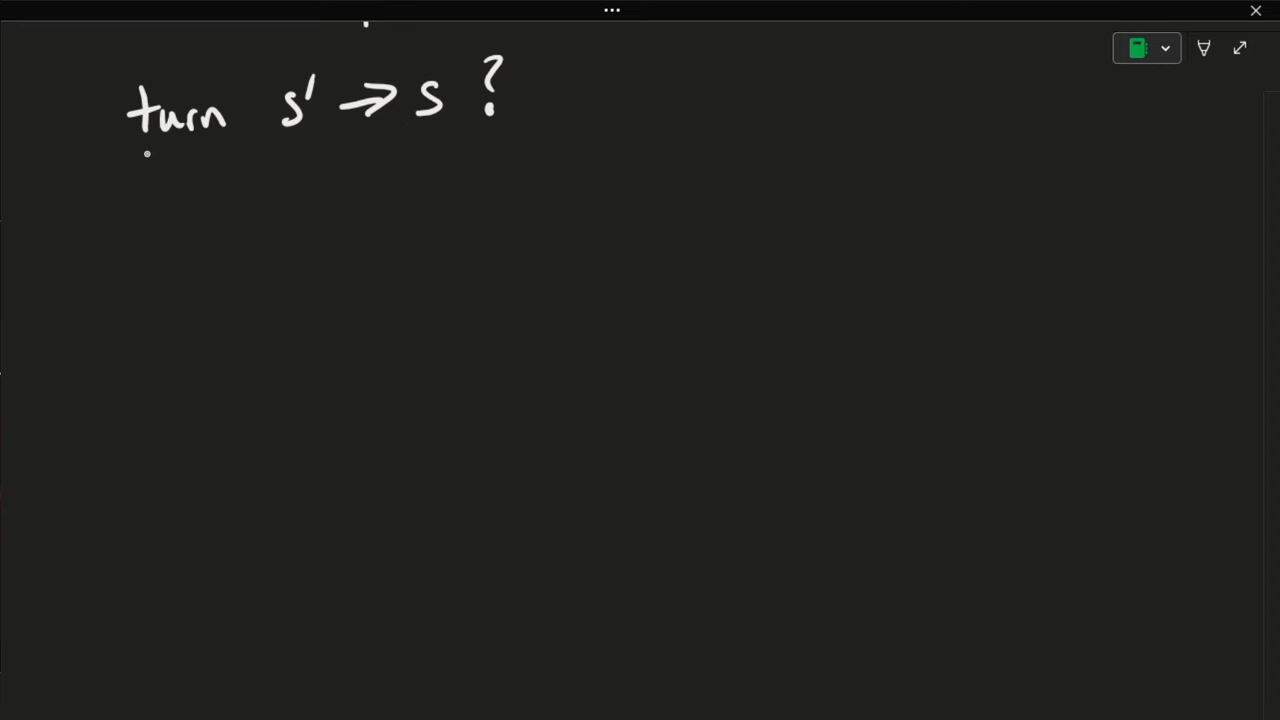 turn s' → s ?